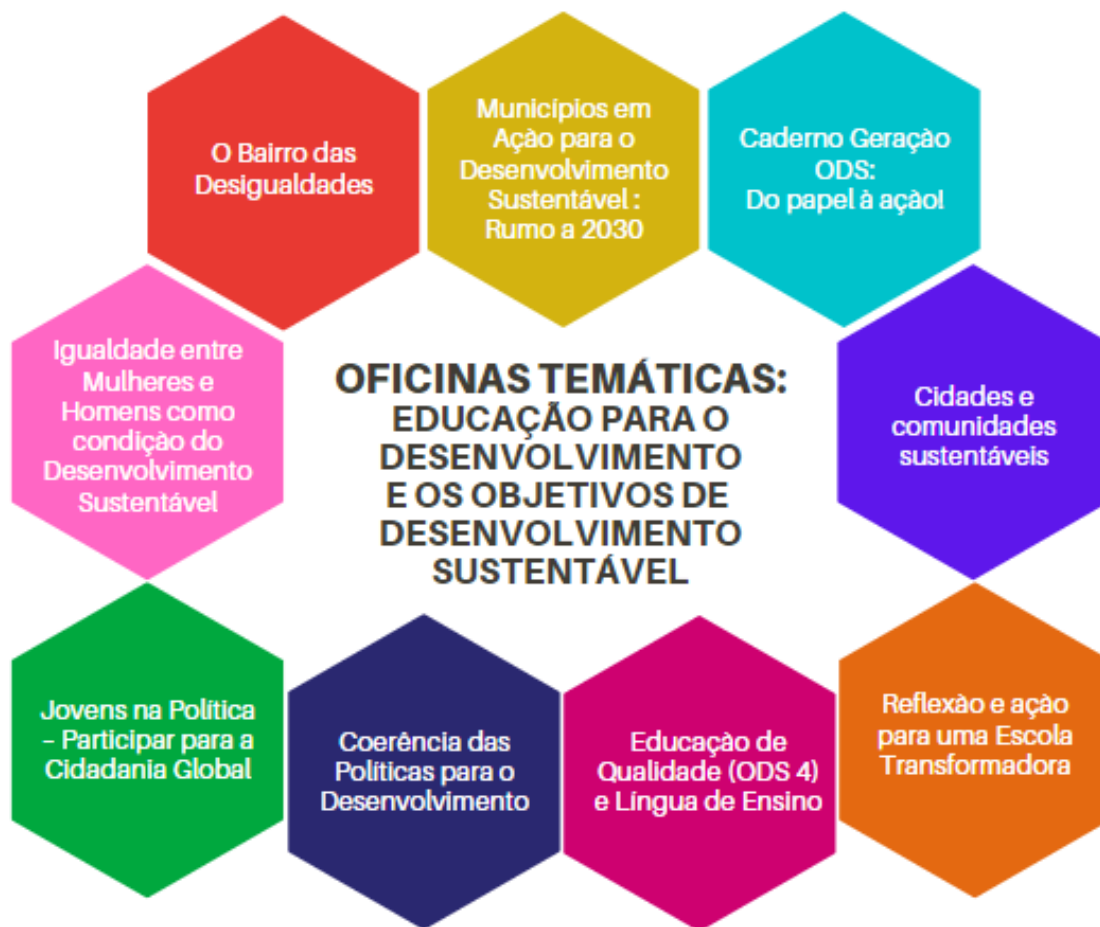 O Bairro das
Desigualdades
Municípios em
Ação para o
Desenvolvimento
Sustentável :
Rumo a 2030
Caderno Geração
ODS:
Do papel à ação!
Igualdade entre
Mulheres e
Homens como
condição do
Desenvolvimento
Sustentável
OFICINAS TEMÁTICAS:
EDUCAÇÃO PARA O
DESENVOLVIMENTO
E OS OBJETIVOS DE
DESENVOLVIMENTO
SUSTENTÁVEL
Cidades e
comunidades
sustentáveis
Jovens na Política
– Participar para a
Cidadania Global
Coerência das
Políticas para o
Desenvolvimento
Educação de
Qualidade (ODS 4)
e Língua de Ensino
Reflexão e ação
para uma Escola
Transformadora